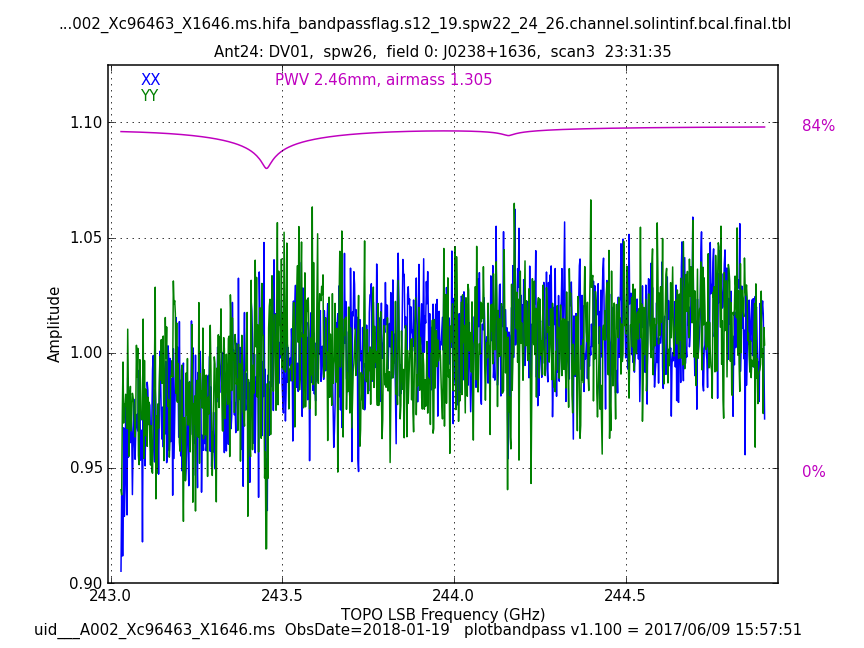 ...002_Xc96463_X1646.ms.hifa_bandpassflag.s12_19.spw22_24_26.channel.solintinf.bcal.final.tbl
Ant24: DV01,  spw26,  field 0: J0238+1636,  scan3  23:31:35
XX
PWV 2.46mm, airmass 1.305
YY
1.10
84%
1.05
Amplitude
1.00
0.95
0%
0.90
243.0
243.5
244.0
244.5
TOPO LSB Frequency (GHz)
uid___A002_Xc96463_X1646.ms  ObsDate=2018-01-19   plotbandpass v1.100 = 2017/06/09 15:57:51